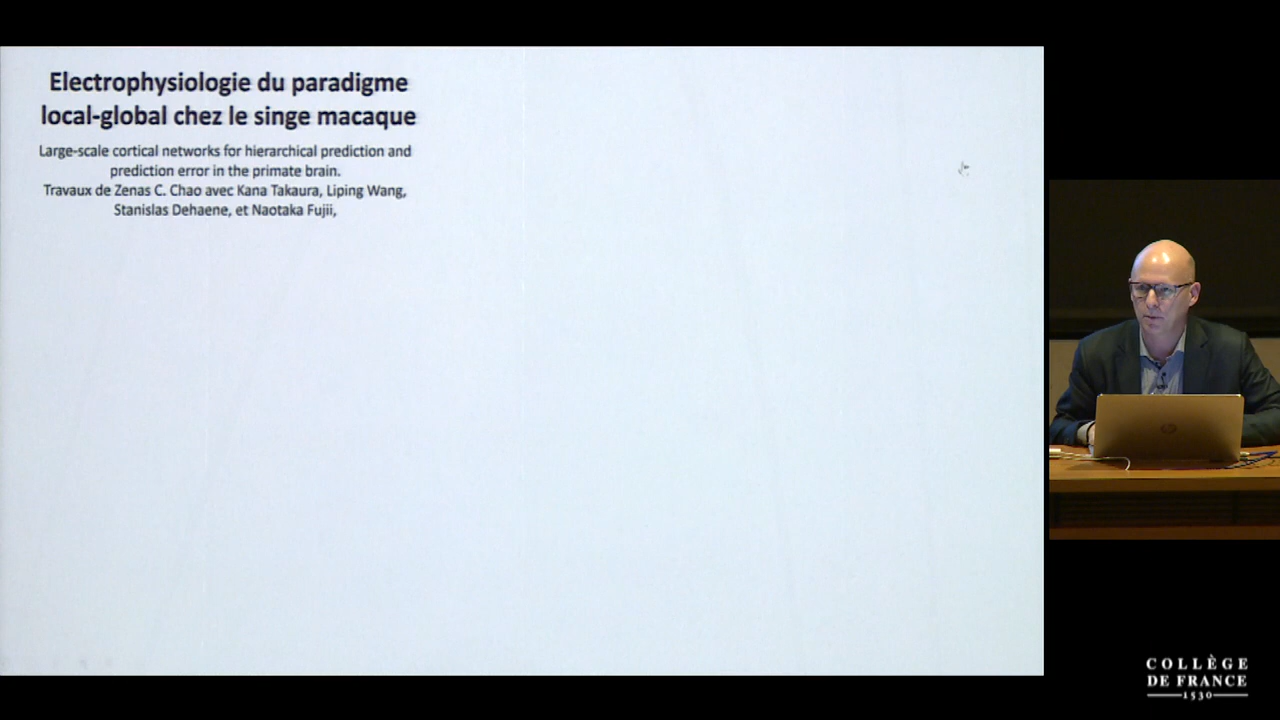 Electrophysiologie du paradigme
local-global chez le singe macaque
Large-scale cortical networks for hierarchical prediction and
prediction error in the primate brain.
Travaux de Zenas C. Chao avec Kana Takaura, Liping Wang,
Stanislas Dehaene, et Naotaka Fujii,
COLLÈGE
DE FRANCE
1530